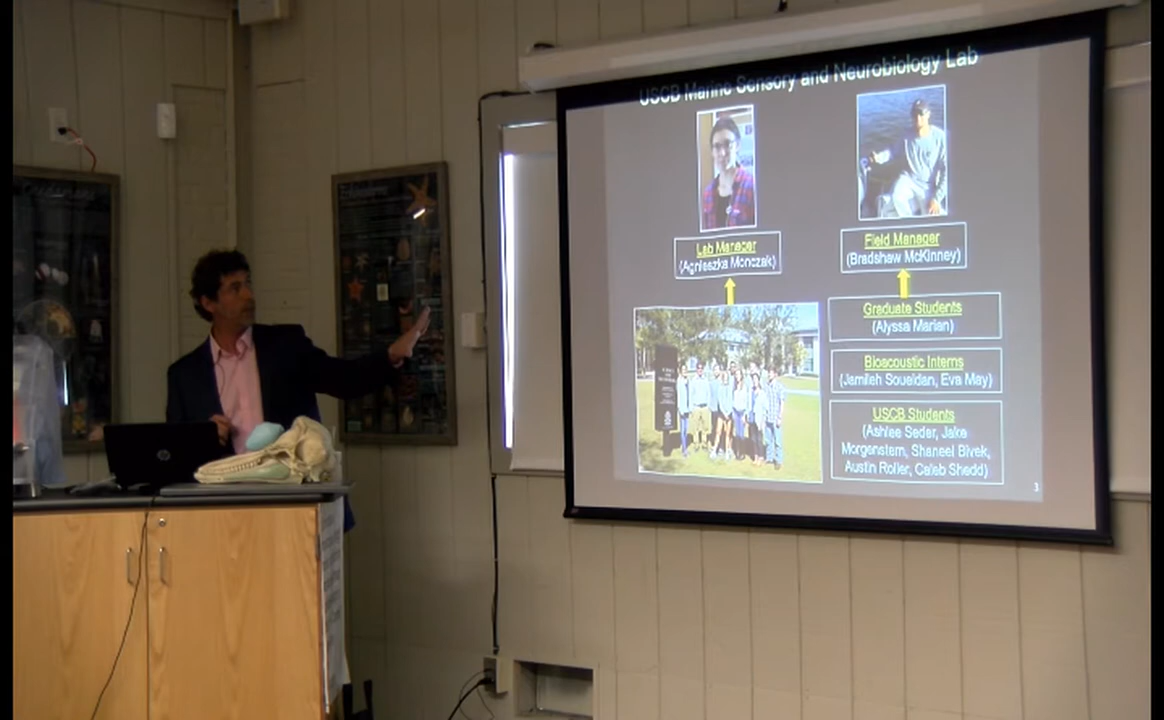 USCB Marine Sensory and Neurobiology Lab
Lab Manager
(Agnieszka Monczak)
Field Manager
(Bradshaw McKinney)
Graduate Students
(Alyssa Marian)
Bioacoustic Interns
(Jamileh Soueidan, Eva May)
USCB Students
(Ashlee Seder, Jake
Morgenstern, Shaneel Bivek,
Austin Roller, Caleb Shedd)
3
hp